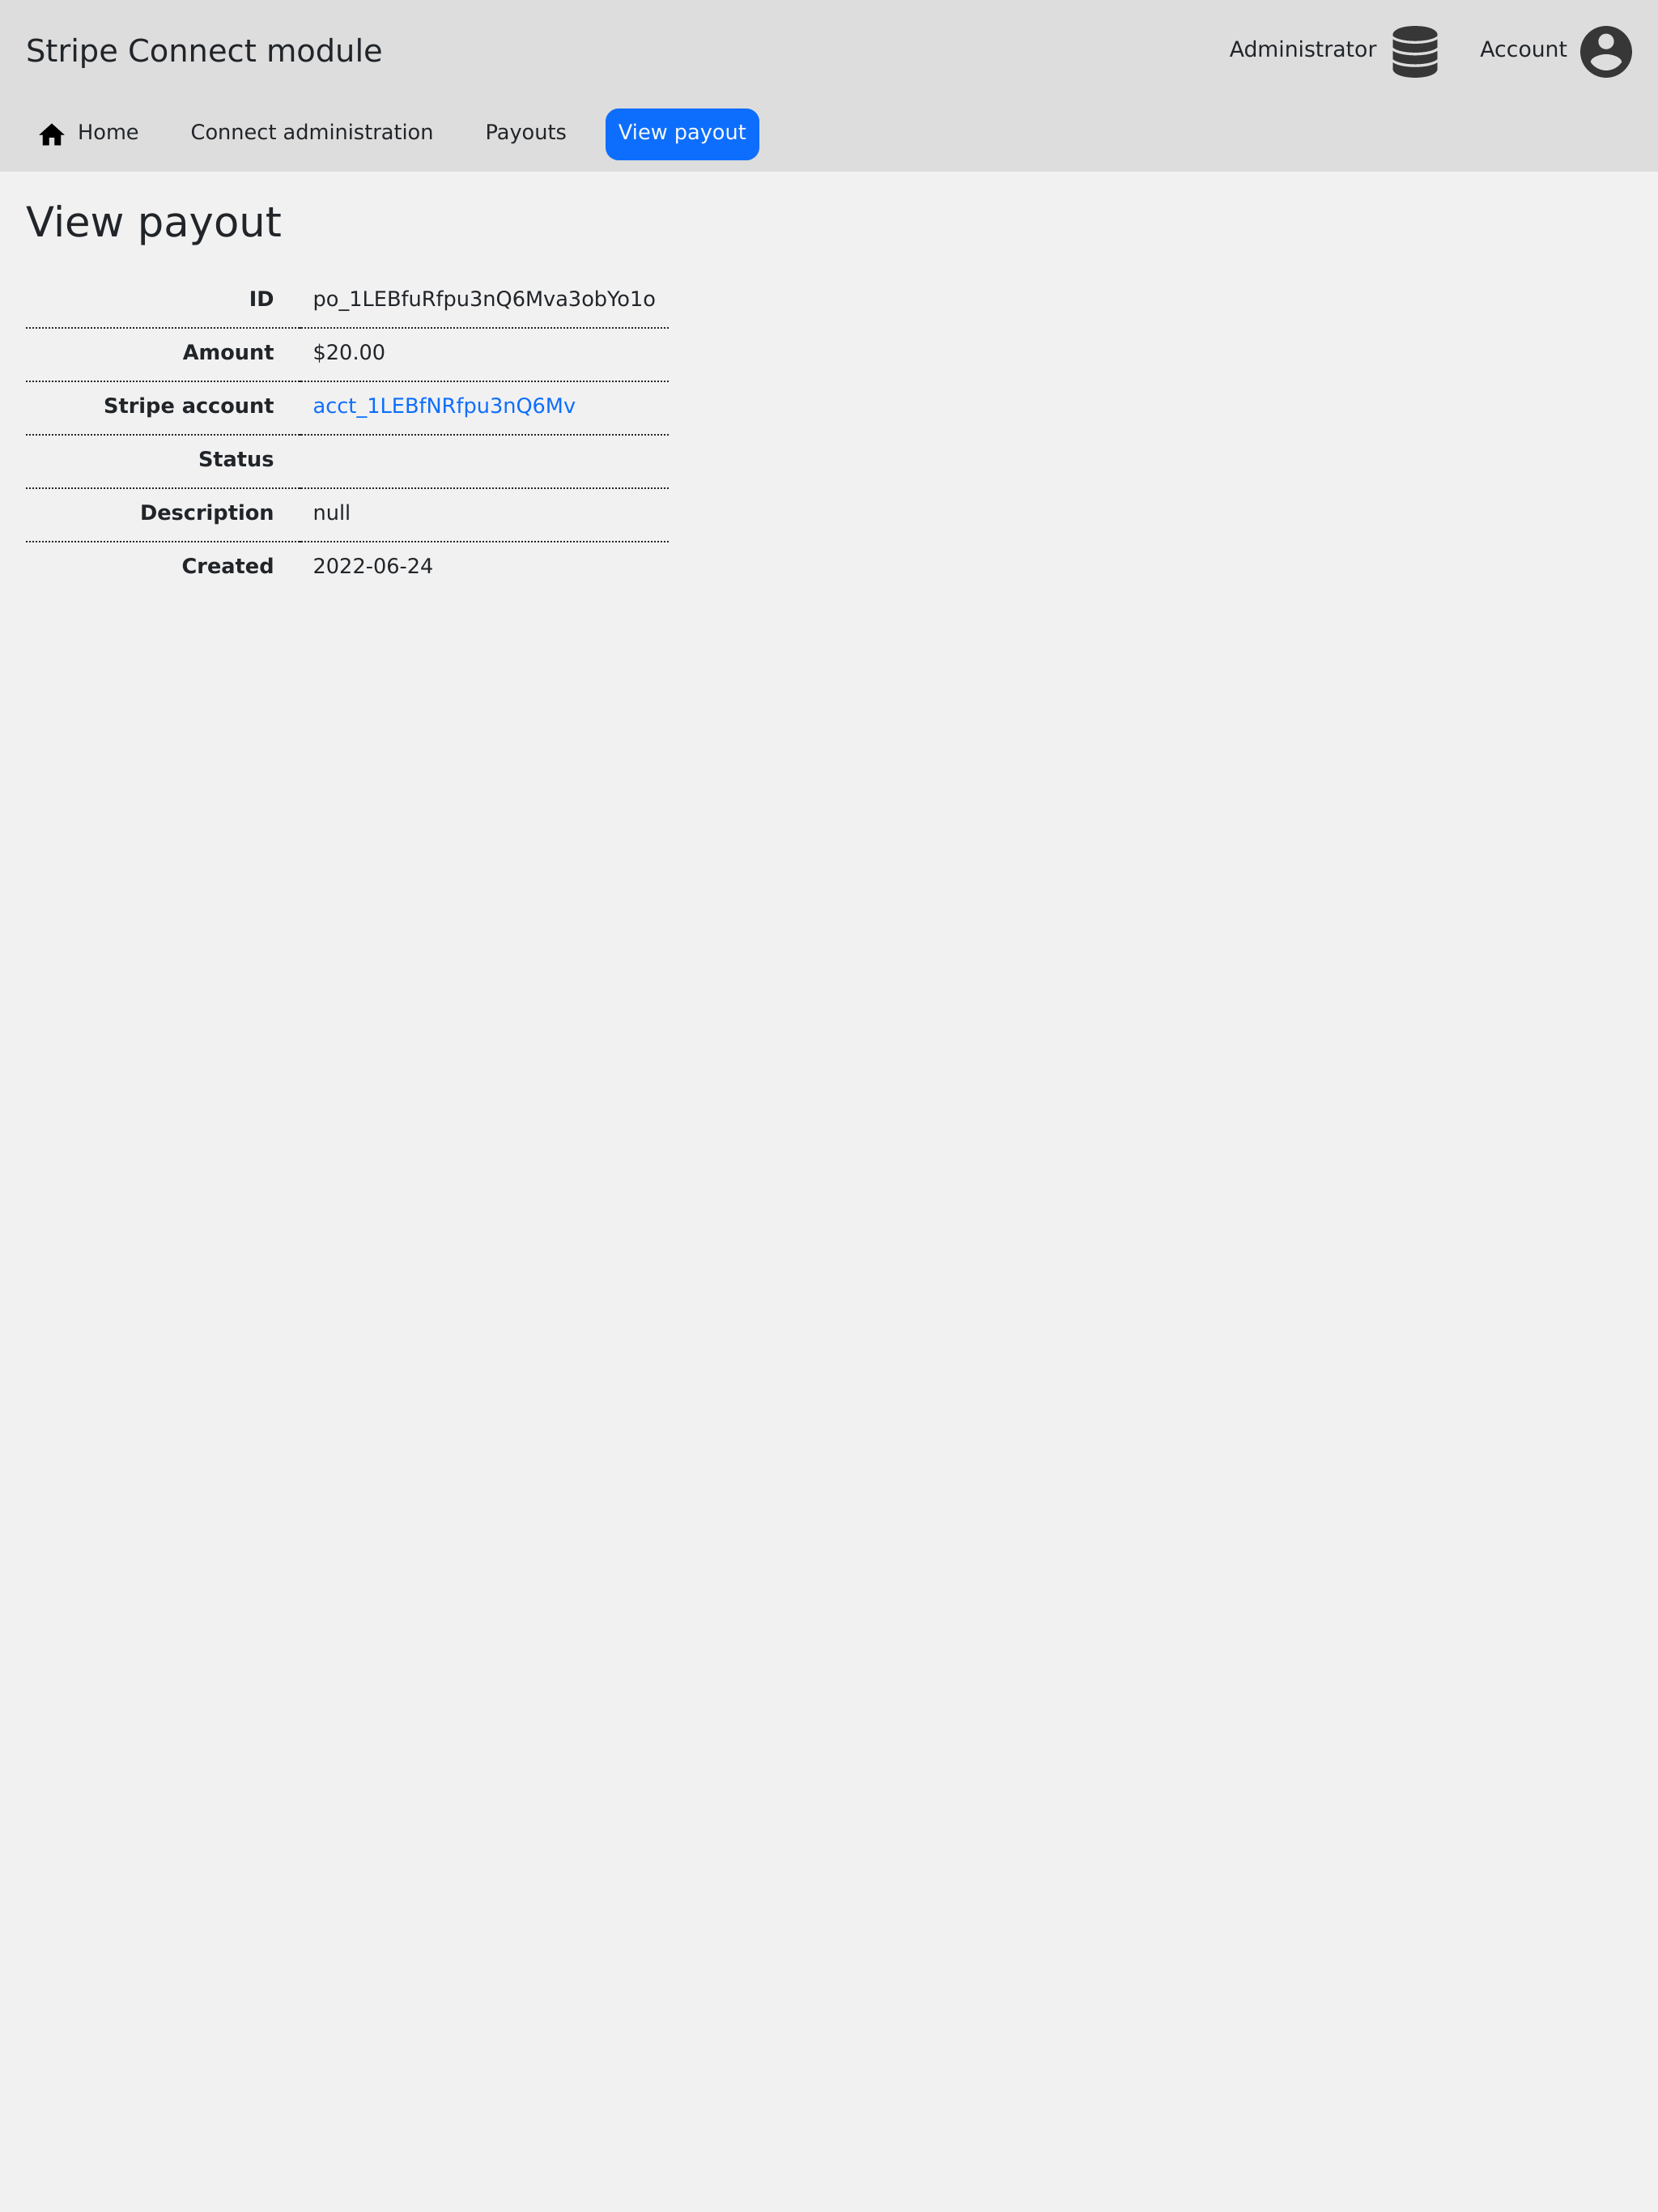 Stripe Connect module
Administrator
Account
Home
Connect administration
Payouts
View payout
View payout
ID po_1LEBfuRfpu3nQ6Mva3obYo1o
Amount $20.00
Stripe account acct_1LEBfNRfpu3nQ6Mv
Status
Description null
Created 2022-06-24